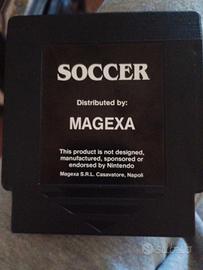 SOCCER
Distributed by:
MAGEXA
This product is not designed,
manufactured, sponsored or
endorsed by Nintendo
Magexa S.R.L. Casavatore, Napoli